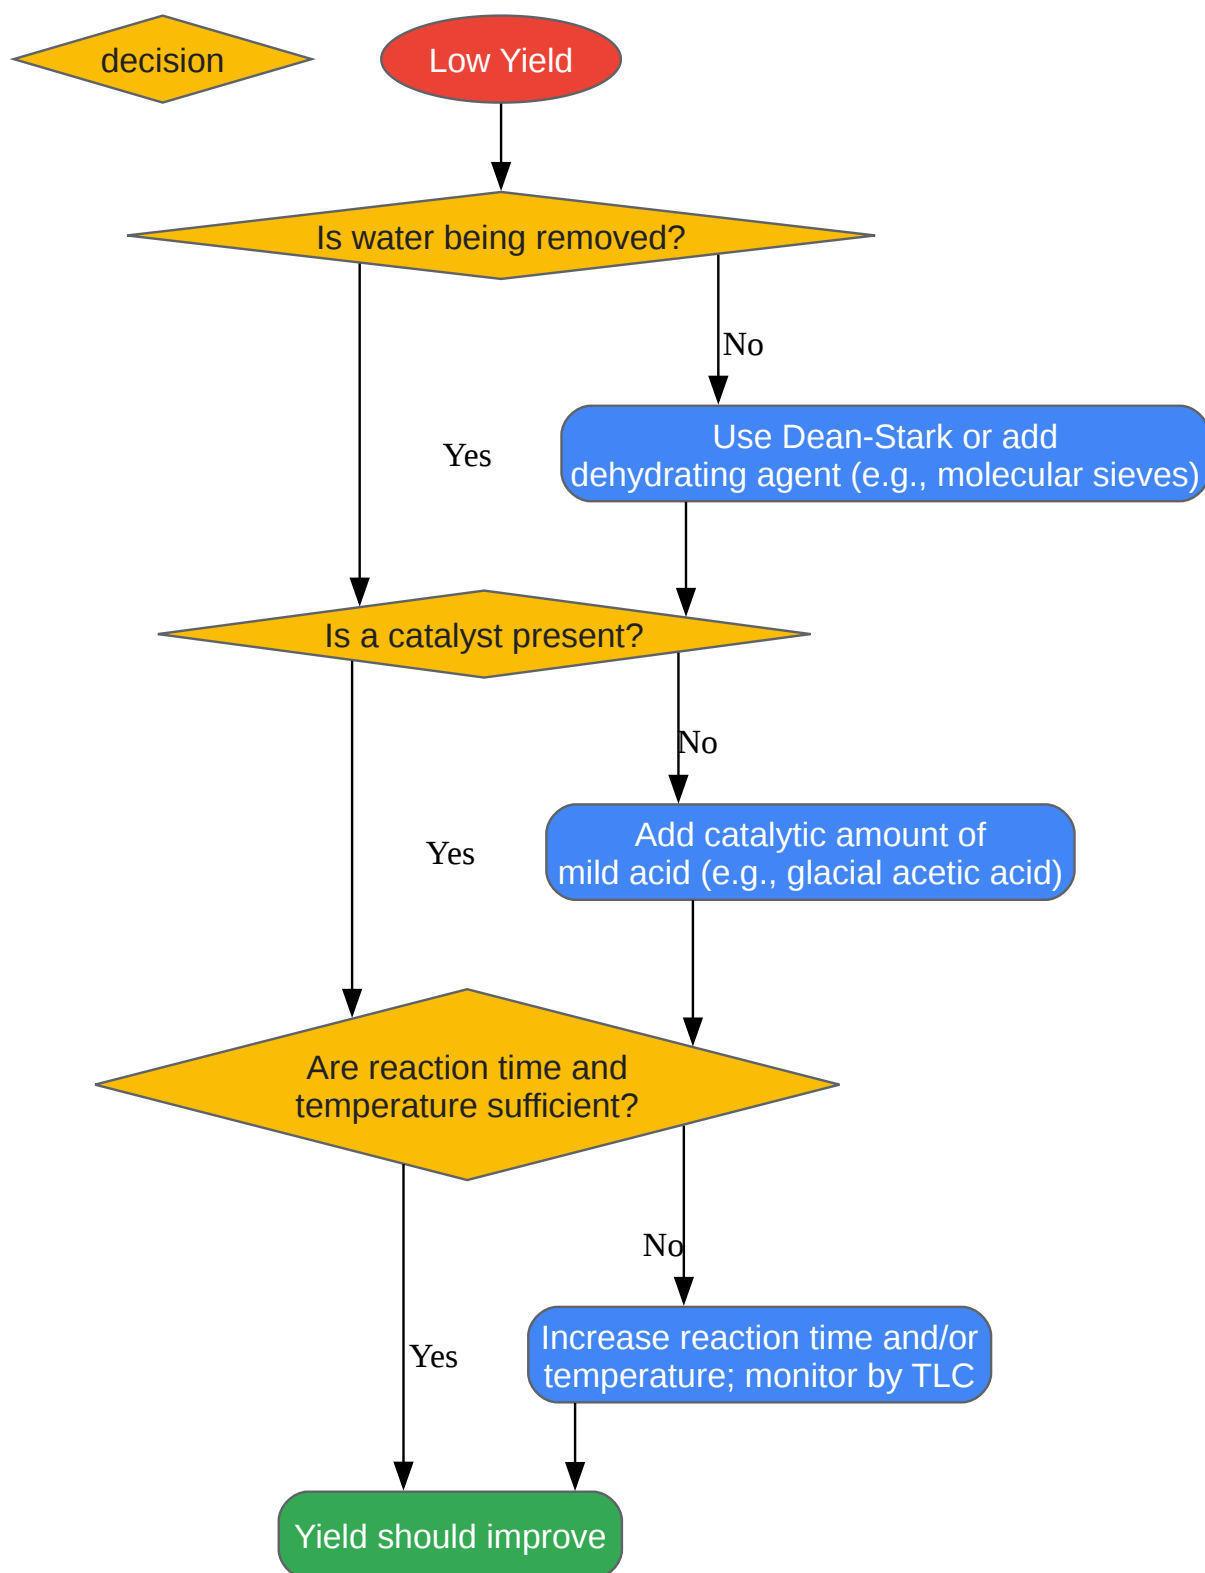 decision
Low Yield
Is water being removed?
No
Use Dean-Stark or add
dehydrating agent (e.g., molecular sieves)
Yes
Is a catalyst present?
No
Add catalytic amount of
mild acid (e.g., glacial acetic acid)
Yes
Are reaction time and
temperature sufficient?
No
Increase reaction time and/or
temperature; monitor by TLC
Yes
Yield should improve